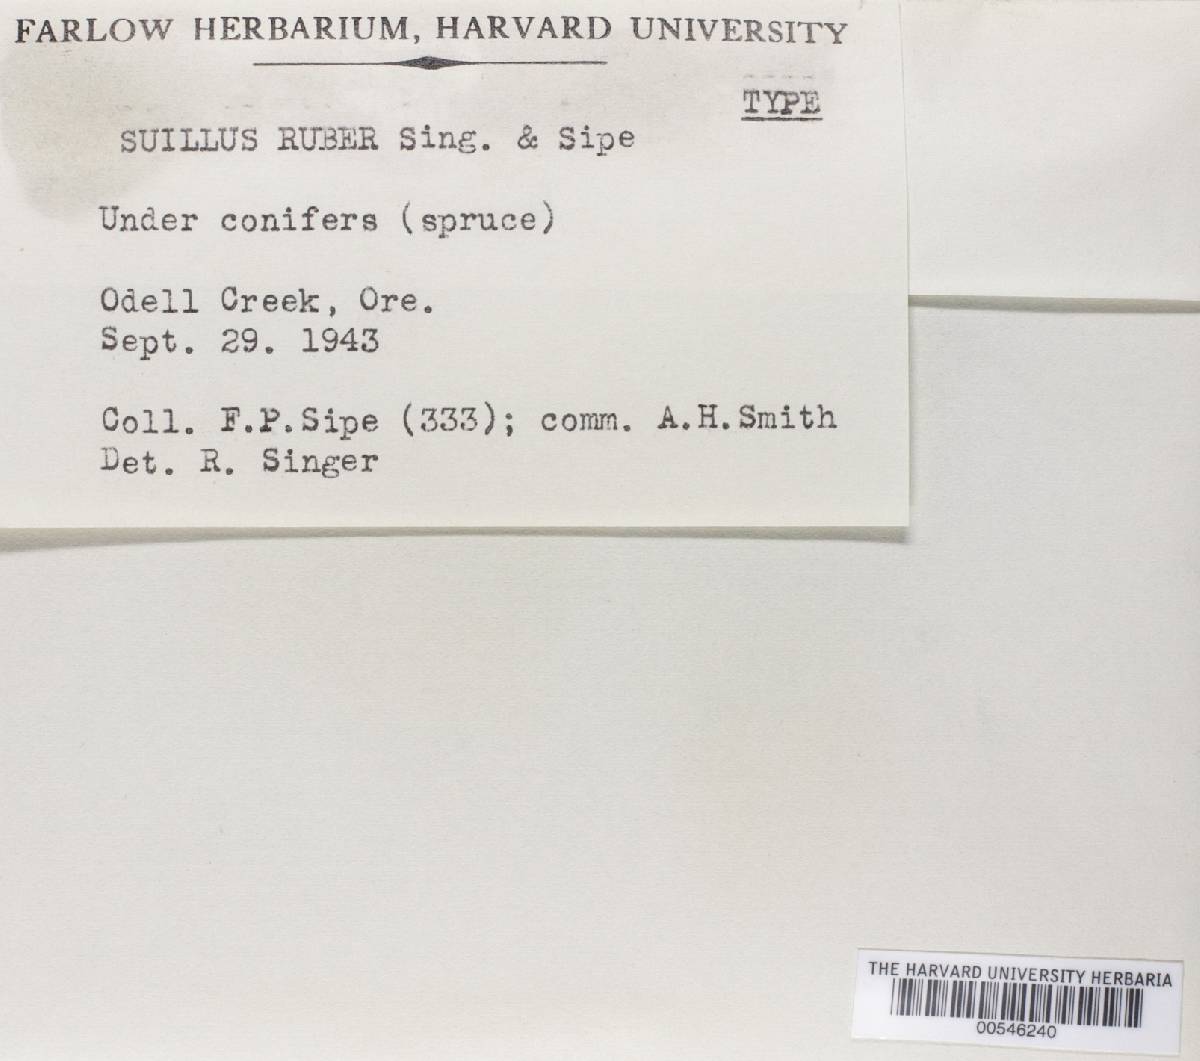 FARLOW HERBARIUM, HARVARD UNIVERSITY
TYPE
SUILLUS RUBER Sing. & Sipe
Under conifers (spruce)
Odell Creek, Ore.
Sept. 29. 1943
Coll. F.P.Sipe (333); comm. A.H.Smith
Det. R. Singer
THE HARVARD UNIVERSITY HERBARIA
00546240